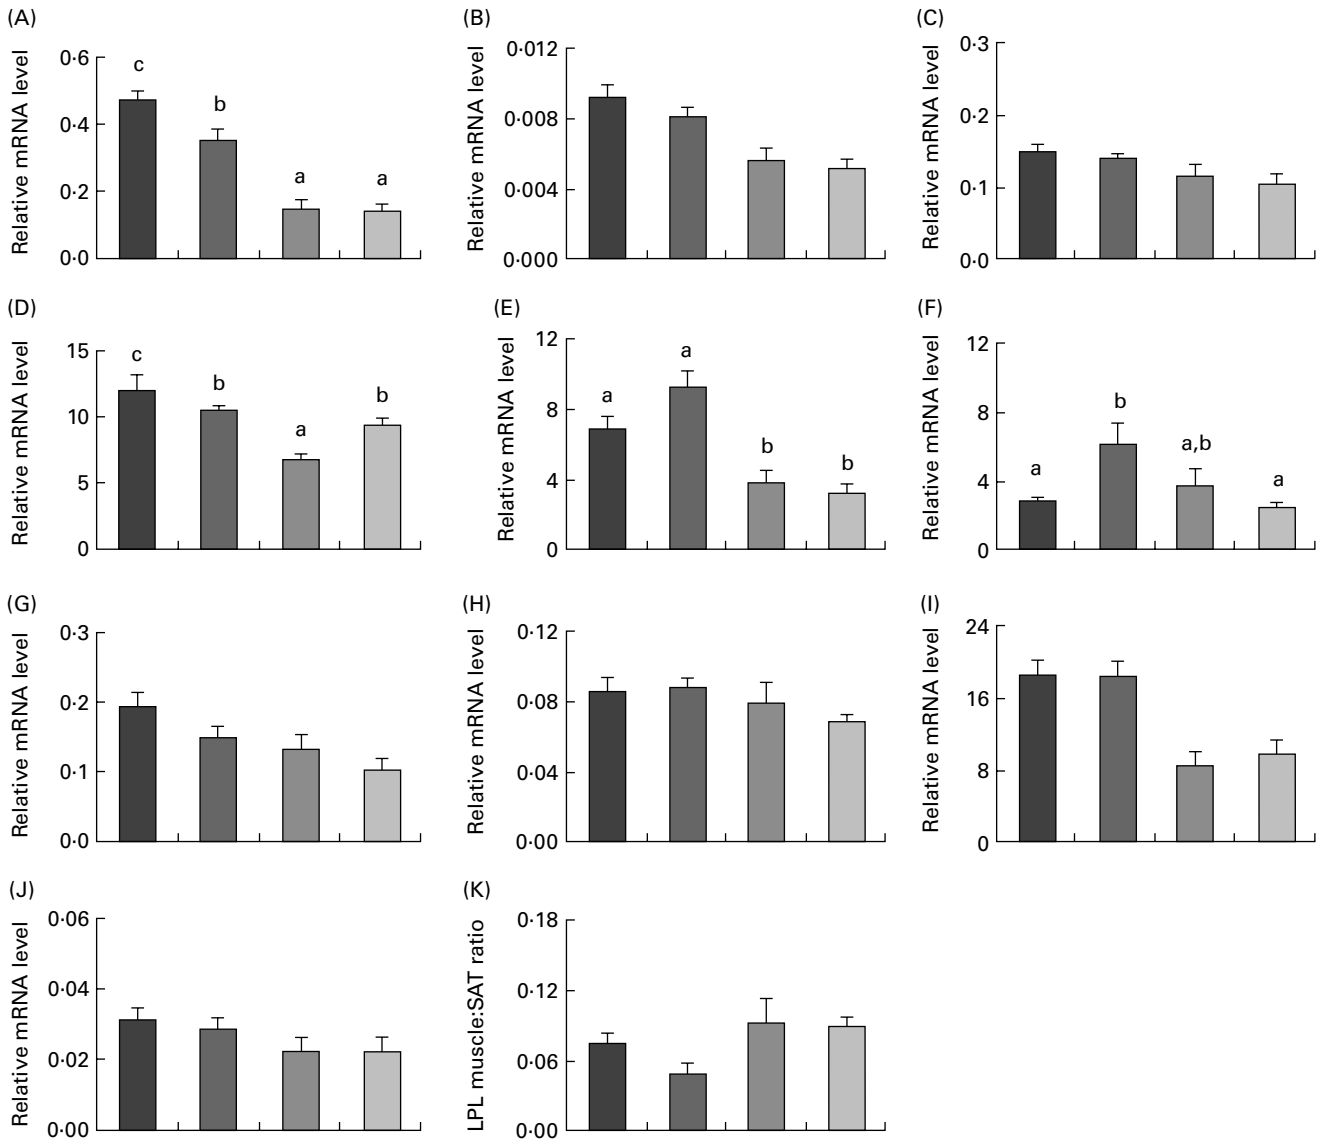 (A)
Relative mRNA level
0·6
0·4
0·2
0·0
c
b
a
a
(B)
Relative mRNA level
0·012
0·008
0·004
0·000
(C)
Relative mRNA level
0·3
0·2
0·1
0·0
(D)
Relative mRNA level
15
10
5
0
c
b
a
b
(E)
Relative mRNA level
12
8
4
0
a
a
b
b
(F)
Relative mRNA level
12
8
4
0
a
b
a,b
a
(G)
Relative mRNA level
0·3
0·2
0·1
0·0
(H)
Relative mRNA level
0·12
0·08
0·04
0·00
(I)
Relative mRNA level
24
16
8
0
(J)
Relative mRNA level
0·06
0·04
0·02
0·00
(K)
LPL muscle:SAT ratio
0·18
0·12
0·06
0·00